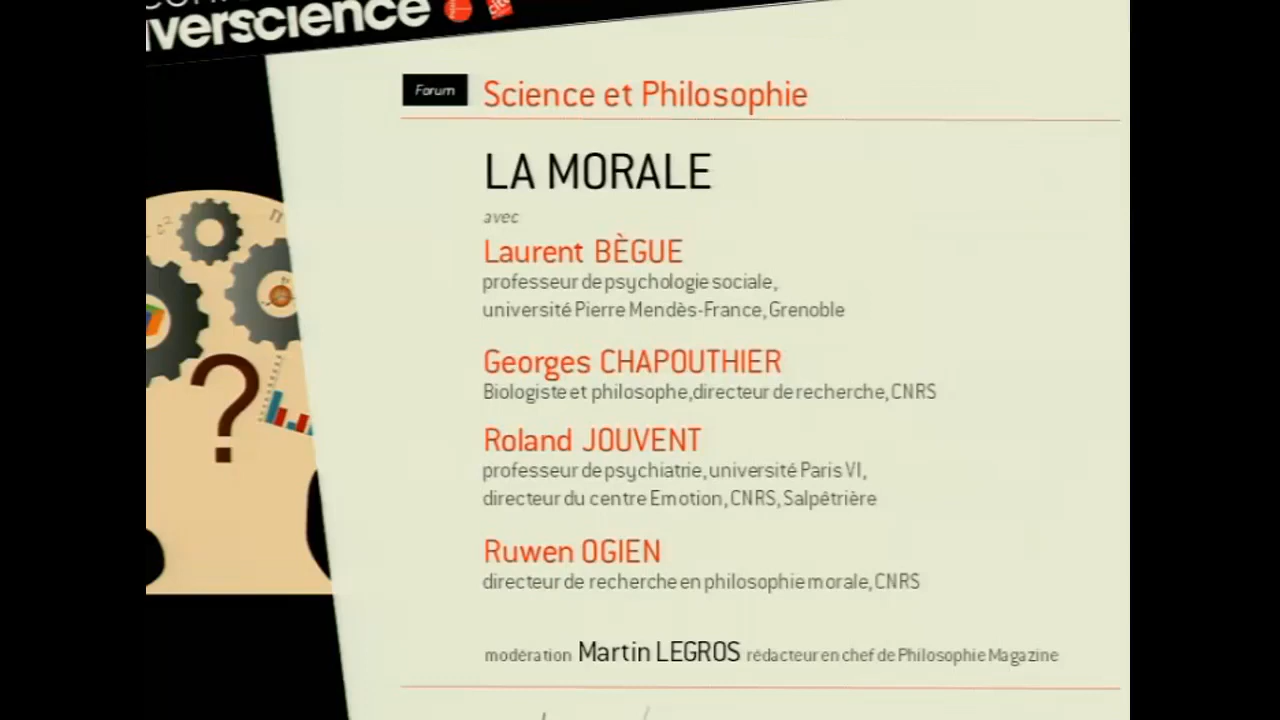 verscience
Forum
Science et Philosophie
LA MORALE
avec
Laurent BÈGUE
professeur de psychologie sociale,
université Pierre Mendès-France, Grenoble
Georges CHAPOUTHIER
Biologiste et philosophe, directeur de recherche, CNRS
Roland JOUVENT
professeur de psychiatrie, université Paris VI,
directeur du centre Emotion, CNRS, Salpêtrière
Ruwen OGIEN
directeur de recherche en philosophie morale, CNRS
modération Martin LEGROS rédacteur en chef de Philosophie Magazine
?